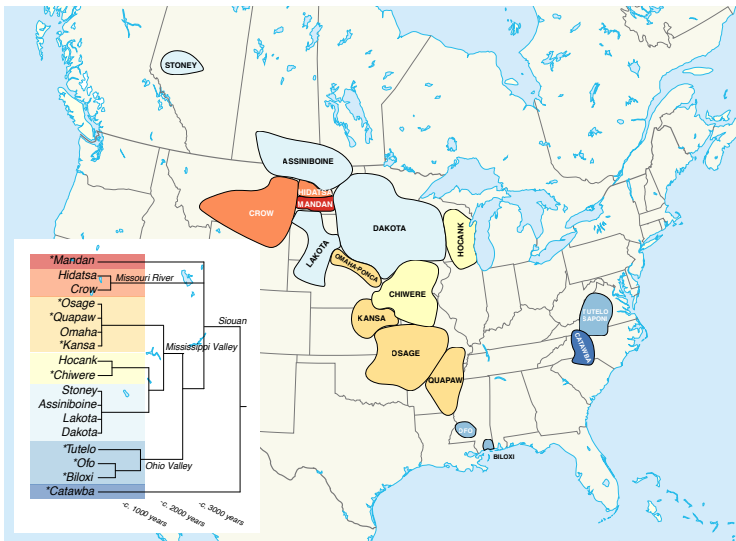 STONEY
ASSINIBOINE
HIDATSA
MANDAN
CROW
DAKOTA
HOCANK
LAKOTA
OMAHA-PONCA
CHIWERE
KANSA
OSAGE
QUAPAW
TUTELO
SAPONI
CATAWBA
OFO
BILOXI
*Mandan
Hidatsa
Missouri River
Crow
*Osage
*Quapaw
Siouan
Omaha
Mississippi Valley
*Kansa
Hocank
*Chiwere
Stoney
Assiniboine
Lakota
Dakota
*Tutelo
*Ofo
Ohio Valley
*Biloxi
*Catawba
-c. 1000 years
-c. 2000 years
-c. 3000 years